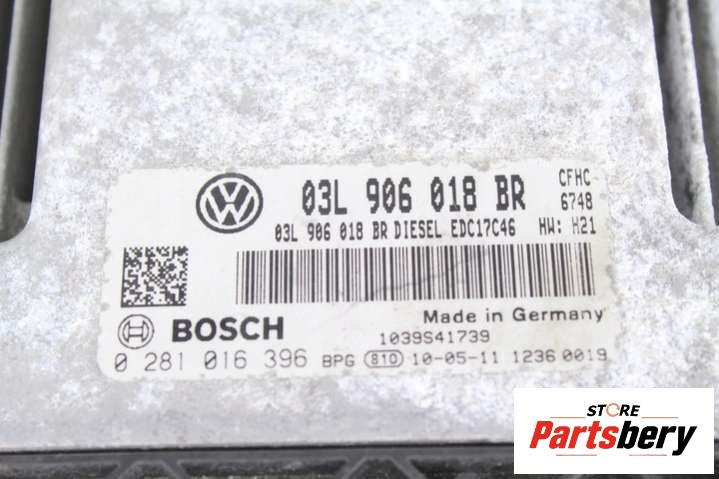 03L 906 018 BR CFHC
6748
03L 906 018 BR DIESEL EDC17C46 HW: H21
Made in Germany
BOSCH 1039S41739
0 281 016 396 BPG 810 10-05-11 1236 0019
STORE
Partsbery